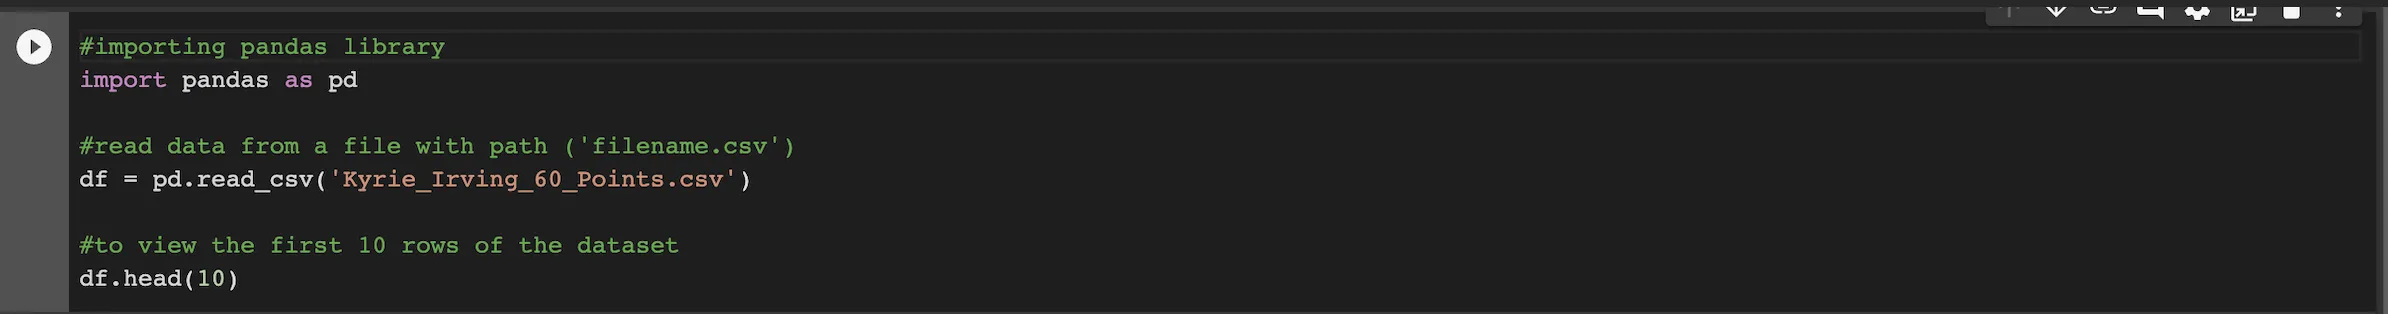 #importing pandas library
import pandas as pd
#read data from a file with path ('filename.csv')
df = pd.read_csv('Kyrie_Irving_60_Points.csv')
#to view the first 10 rows of the dataset
df.head(10)